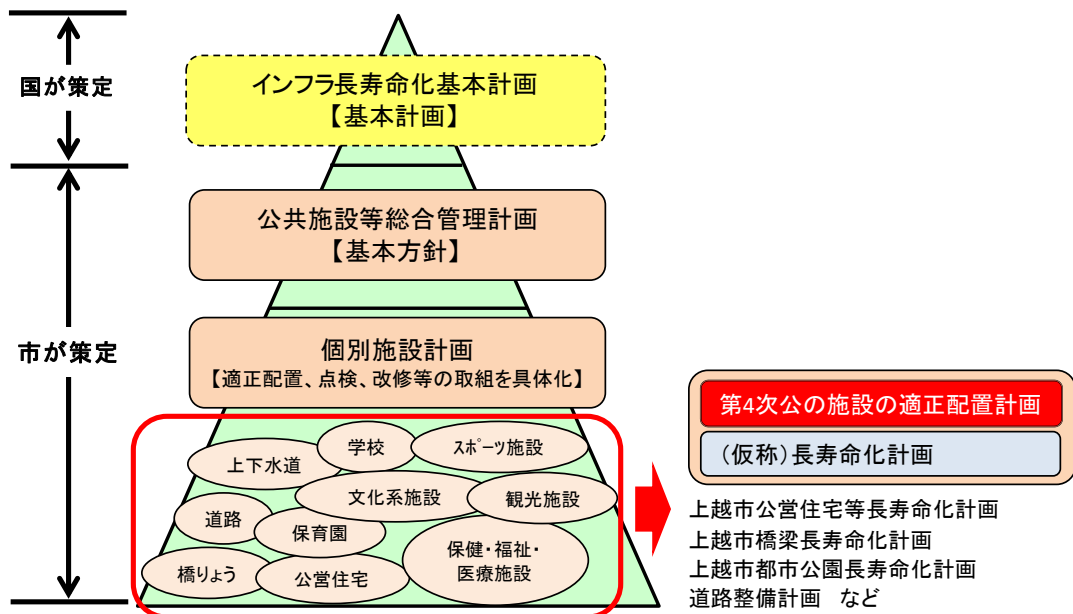 国が策定
インフラ長寿命化基本計画
【基本計画】
公共施設等総合管理計画
【基本方針】
市が策定
個別施設計画
【適正配置、点検、改修等の取組を具体化】
上下水道
学校
スポーツ施設
文化系施設
観光施設
道路
保育園
保健・福祉・
医療施設
橋りょう
公営住宅
第4次公の施設の適正配置計画
（仮称）長寿命化計画
上越市公営住宅等長寿命化計画
上越市橋梁長寿命化計画
上越市都市公園長寿命化計画
道路整備計画　など